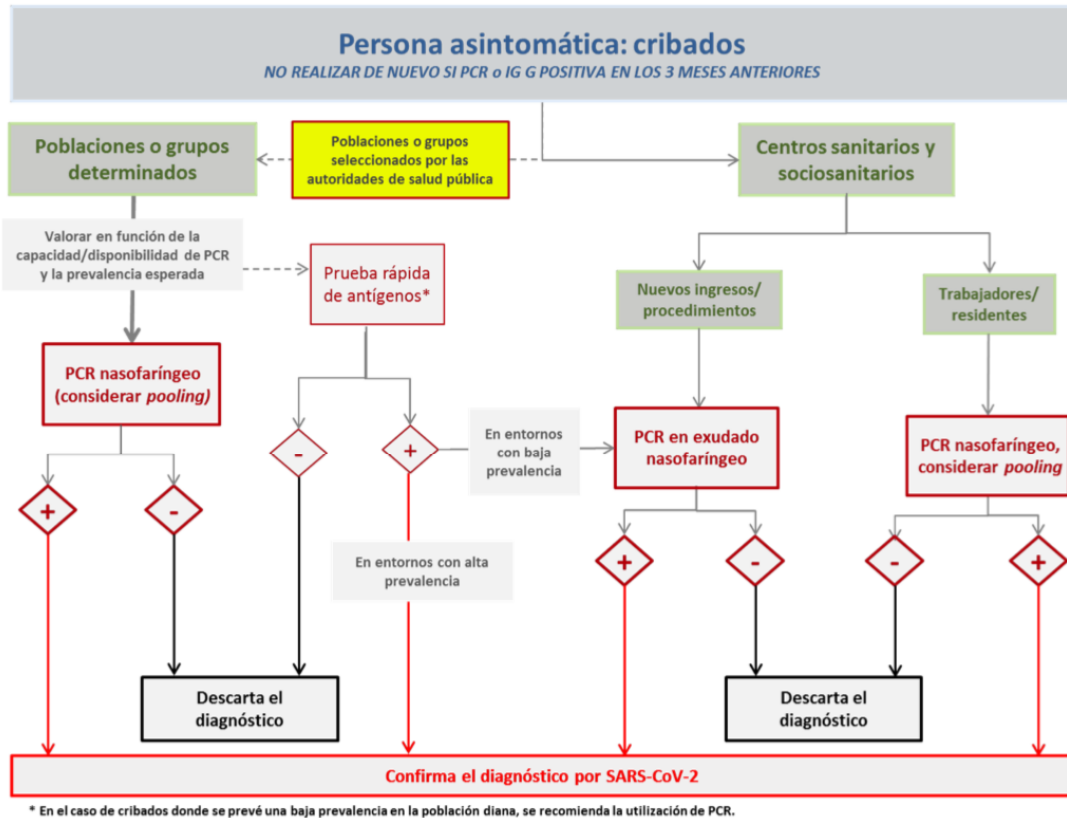 Persona asintomática: cribados
NO REALIZAR DE NUEVO SI PCR o IG G POSITIVA EN LOS 3 MESES ANTERIORES
Poblaciones o grupos
determinados
Poblaciones o grupos
seleccionados por las
autoridades de salud pública
Centros sanitarios y
sociosanitarios
Valorar en función de la
capacidad/disponibilidad de PCR
y la prevalencia esperada
Prueba rápida
de antígenos*
Nuevos ingresos/
procedimientos
Trabajadores/
residentes
PCR nasofaríngeo
(considerar pooling)
En entornos
con baja
prevalencia
PCR en exudado
nasofaríngeo
PCR nasofaríngeo,
considerar pooling
-
+
+
-
+
-
-
+
En entornos con alta
prevalencia
Descarta el
diagnóstico
Descarta el
diagnóstico
Confirma el diagnóstico por SARS-CoV-2
* En el caso de cribados donde se prevé una baja prevalencia en la población diana, se recomienda la utilización de PCR.